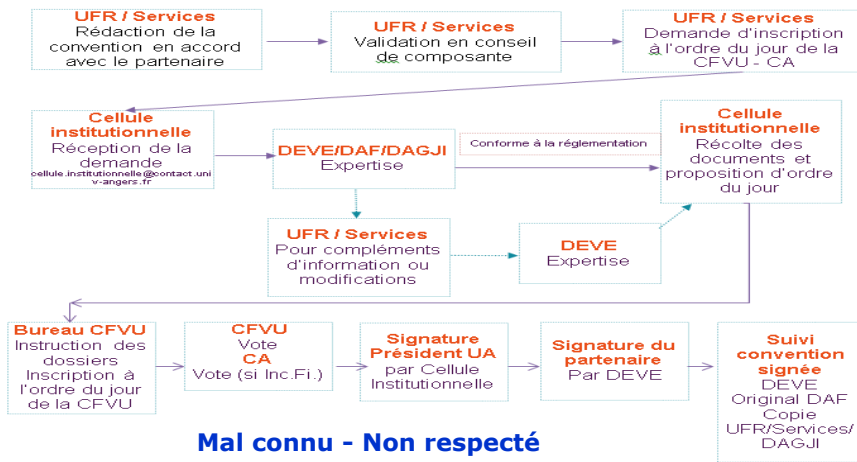 UFR / Services
Rédaction de la
convention en accord
avec le partenaire
UFR / Services
Validation en conseil
de composante
UFR / Services
Demande d'inscription
à l'ordre du jour de la
CFVU - CA
Cellule
institutionnelle
Réception de la
demande
cellule.institutionnelle@contact.uni
v-angers.fr
DEVE/DAF/DAGJI
Expertise
Conforme à la réglementation
Cellule
institutionnelle
Récolte des
documents et
proposition d'ordre
du jour
UFR / Services
Pour compléments
d'information ou
modifications
DEVE
Expertise
Bureau CFVU
Instruction des
dossiers
Inscription à
l'ordre du jour
de la CFVU
CFVU
Vote
CA
Vote (si Inc.Fi.)
Signature
Président UA
par Cellule
Institutionnelle
Signature du
partenaire
Par DEVE
Suivi
convention
signée
DEVE
Original DAF
Copie
UFR/Services/
DAGJI
Mal connu - Non respecté